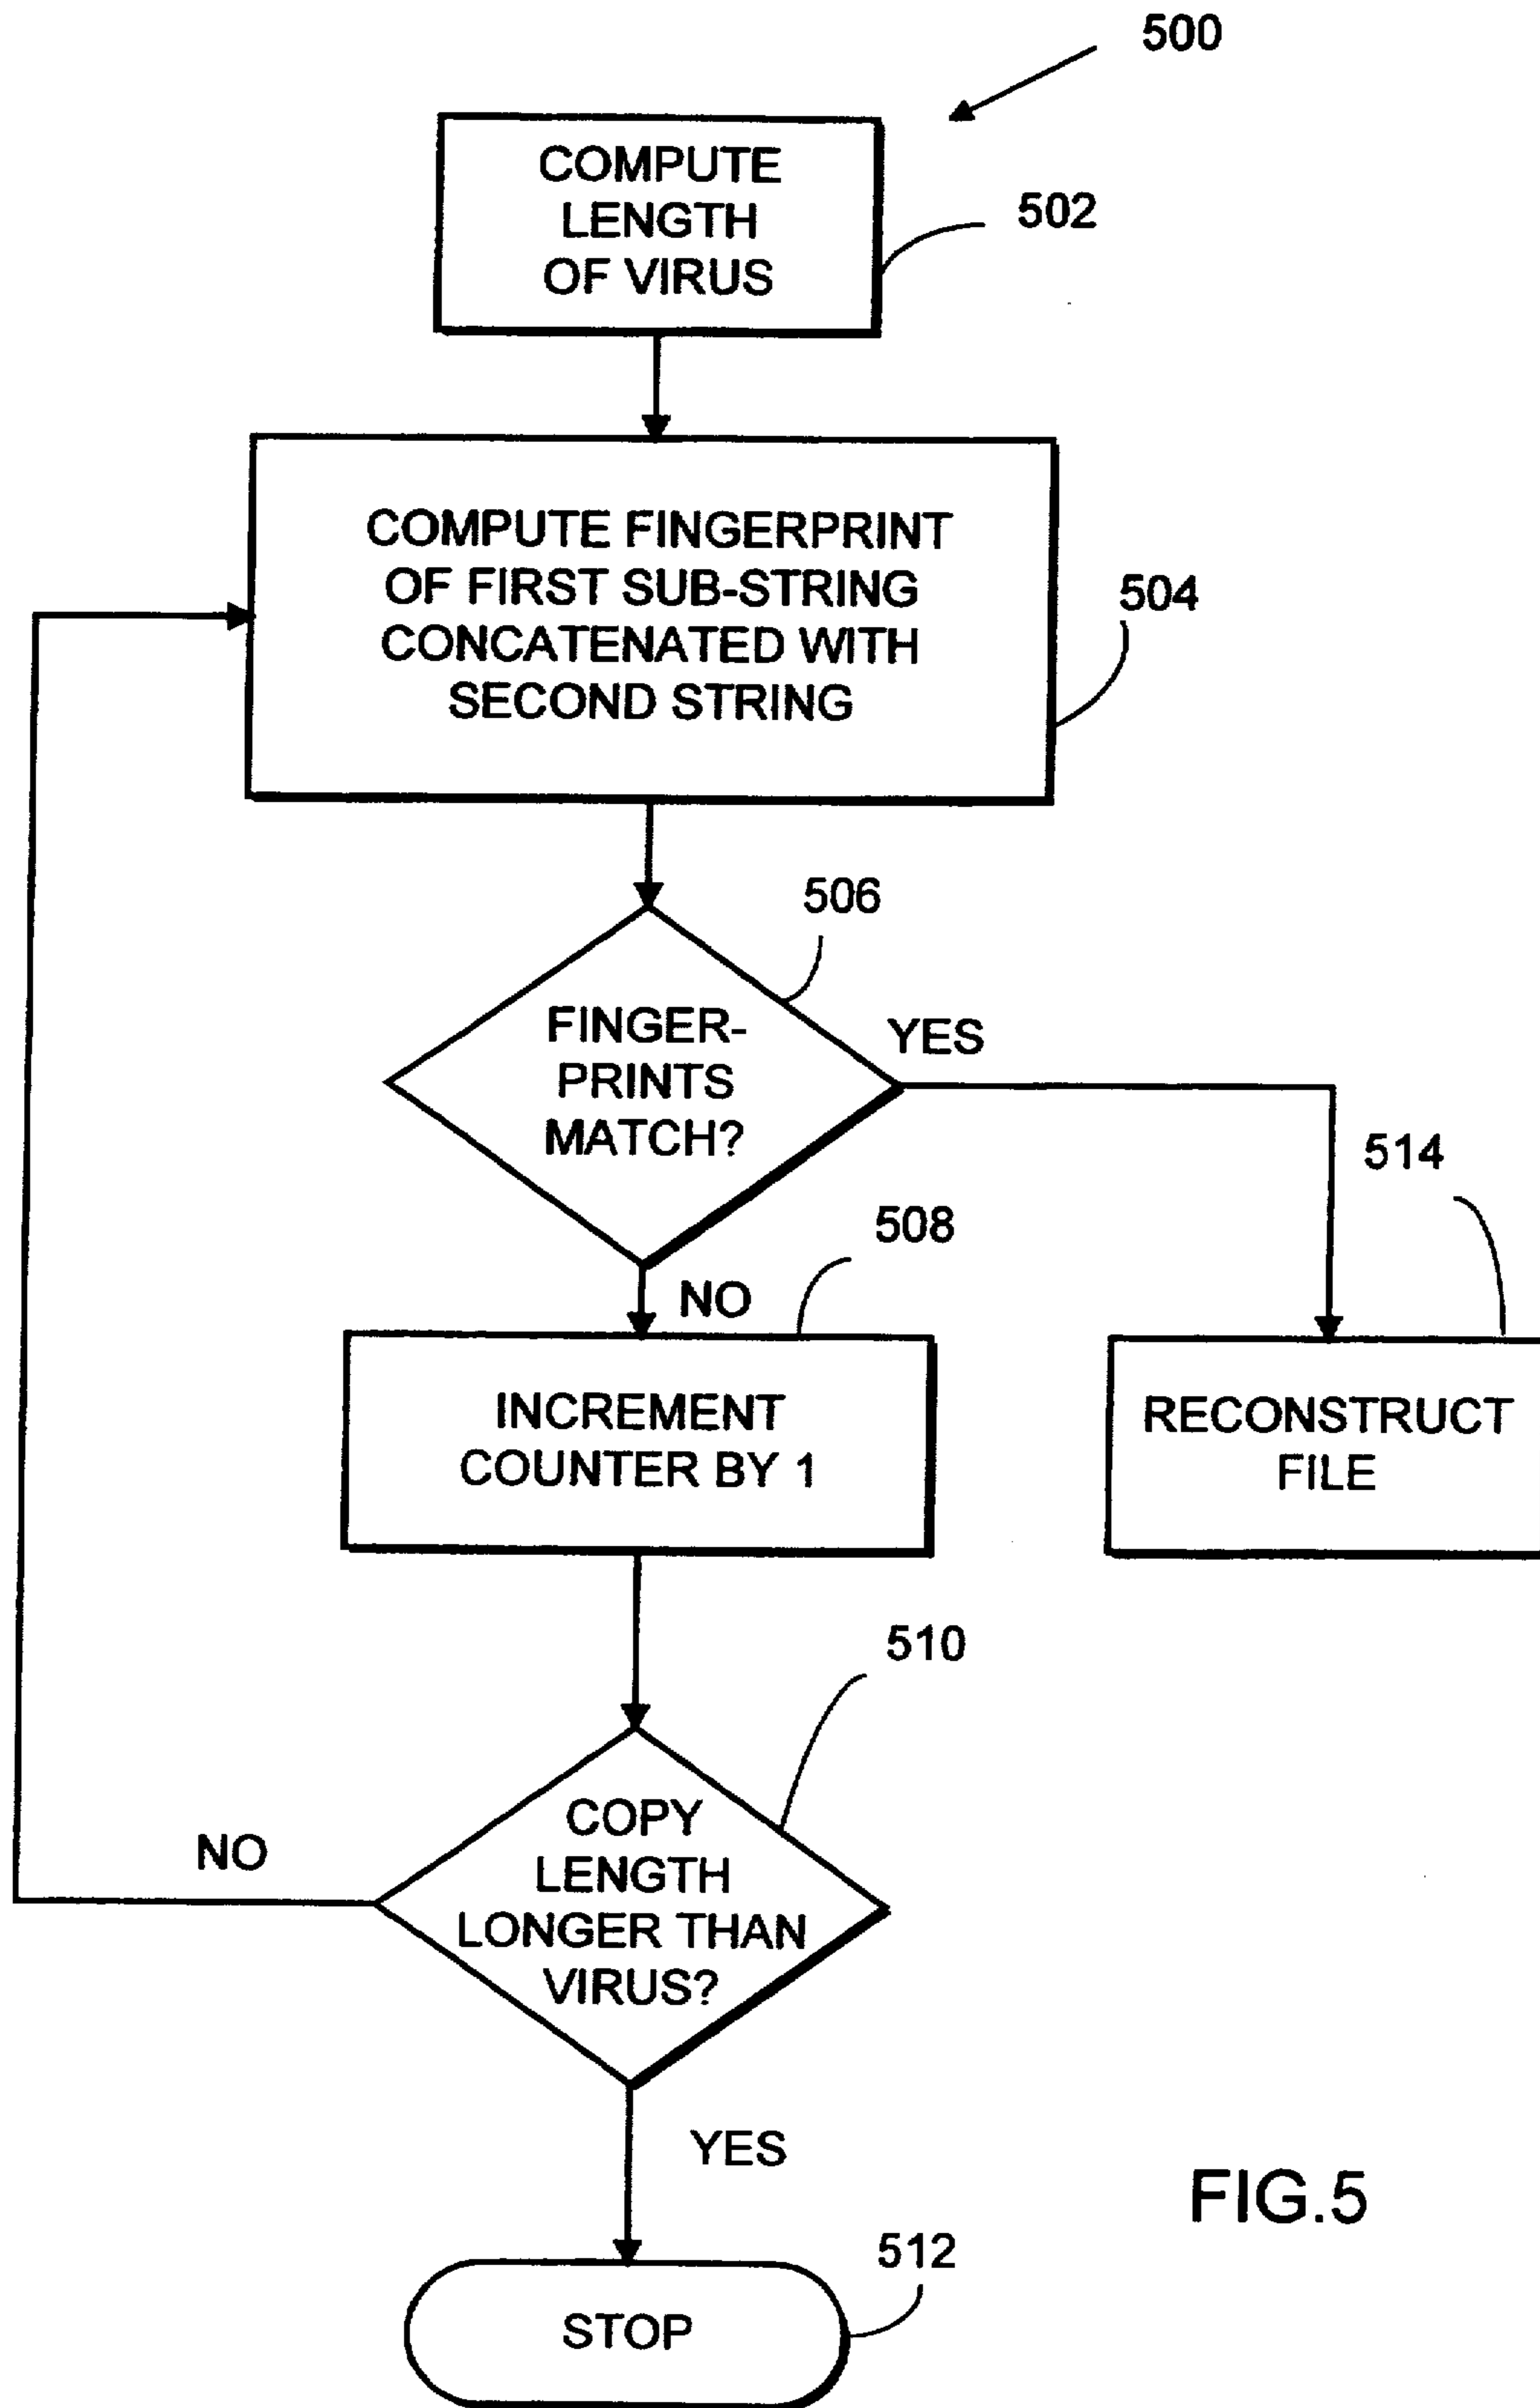 500
COMPUTE
LENGTH
OF VIRUS
502
COMPUTE FINGERPRINT
OF FIRST SUB-STRING
CONCATENATED WITH
SECOND STRING
504
506
FINGER-
PRINTS
MATCH?
YES
514
508
NO
INCREMENT
COUNTER BY 1
RECONSTRUCT
FILE
510
COPY
LENGTH
LONGER THAN
VIRUS?
NO
YES
FIG.5
512
STOP